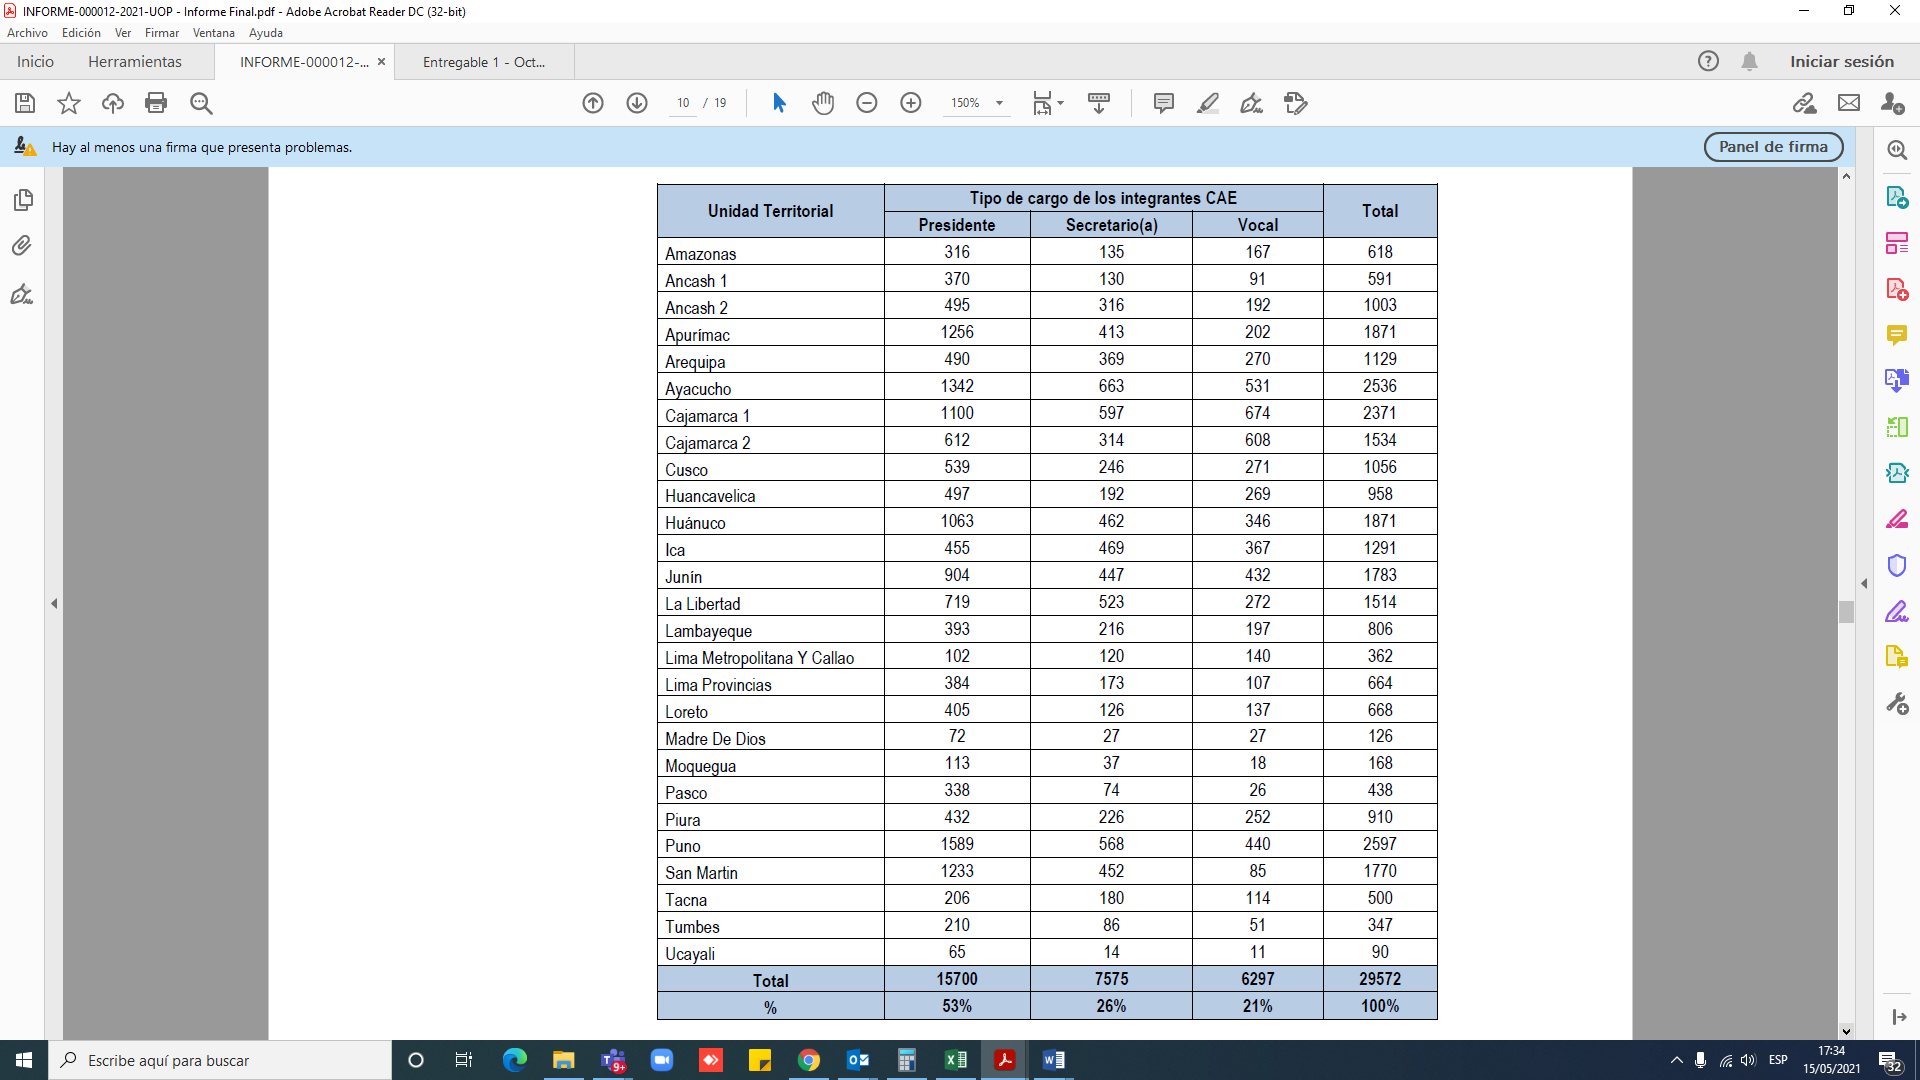 INFORME-000012-2021-UOP - Informe Final.pdf - Adobe Acrobat Reader DC (32-bit)
Archivo Edición Ver Firmar Ventana Ayuda
Inicio Herramientas INFORME-000012-... × Entregable 1 - Oct... Iniciar sesión
10 / 19 150%
Hay al menos una firma que presenta problemas. Panel de firma
Unidad Territorial Tipo de cargo de los integrantes CAE Total
Presidente Secretario(a) Vocal
Amazonas 316 135 167 618
Ancash 1 370 130 91 591
Ancash 2 495 316 192 1003
Apurímac 1256 413 202 1871
Arequipa 490 369 270 1129
Ayacucho 1342 663 531 2536
Cajamarca 1 1100 597 674 2371
Cajamarca 2 612 314 608 1534
Cusco 539 246 271 1056
Huancavelica 497 192 269 958
Huánuco 1063 462 346 1871
Ica 455 469 367 1291
Junín 904 447 432 1783
La Libertad 719 523 272 1514
Lambayeque 393 216 197 806
Lima Metropolitana Y Callao 102 120 140 362
Lima Provincias 384 173 107 664
Loreto 405 126 137 668
Madre De Dios 72 27 27 126
Moquegua 113 37 18 168
Pasco 338 74 26 438
Piura 432 226 252 910
Puno 1589 568 440 2597
San Martin 1233 452 85 1770
Tacna 206 180 114 500
Tumbes 210 86 51 347
Ucayali 65 14 11 90
Total 15700 7575 6297 29572
% 53% 26% 21% 100%
Escribe aquí para buscar 9+ ESP 17:34
15/05/2021 32